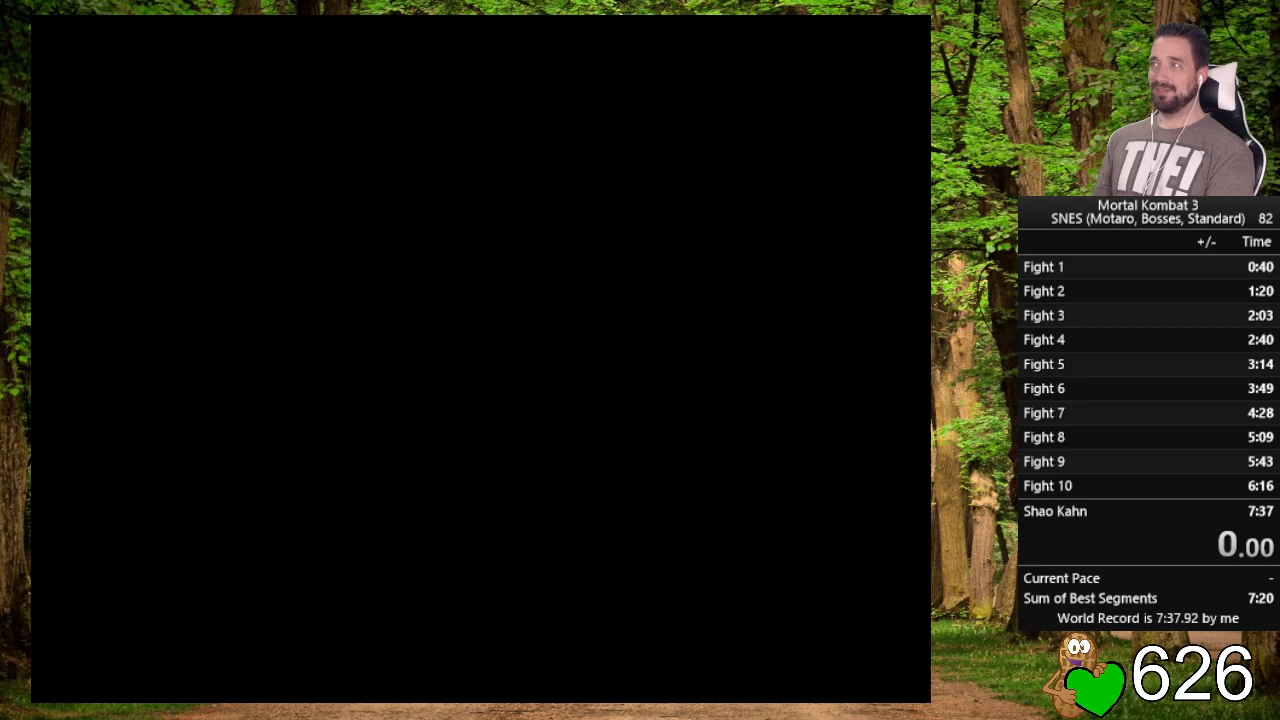 THE!
Mortal Kombat 3
SNES (Motaro, Bosses, Standard) 82
+/- Time
Fight 1 0:40
Fight 2 1:20
Fight 3 2:03
Fight 4 2:40
Fight 5 3:14
Fight 6 3:49
Fight 7 4:28
Fight 8 5:09
Fight 9 5:43
Fight 10 6:16
Shao Kahn 7:37
0.00
Current Pace -
Sum of Best Segments 7:20
World Record is 7:37.92 by me
626